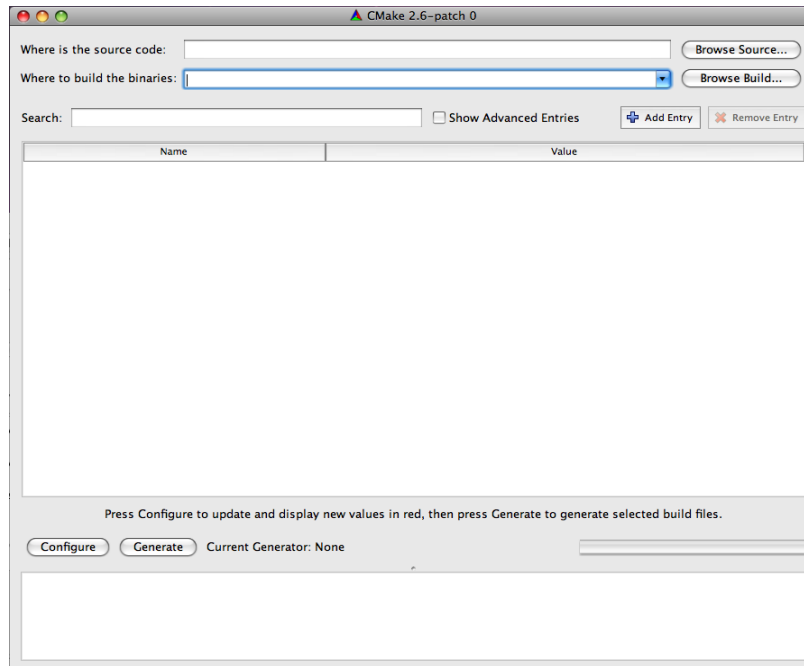 CMake 2.6-patch 0
Where is the source code: Browse Source...
Where to build the binaries: Browse Build...
Search: Show Advanced Entries Add Entry Remove Entry
Name Value
Press Configure to update and display new values in red, then press Generate to generate selected build files.
Configure Generate Current Generator: None